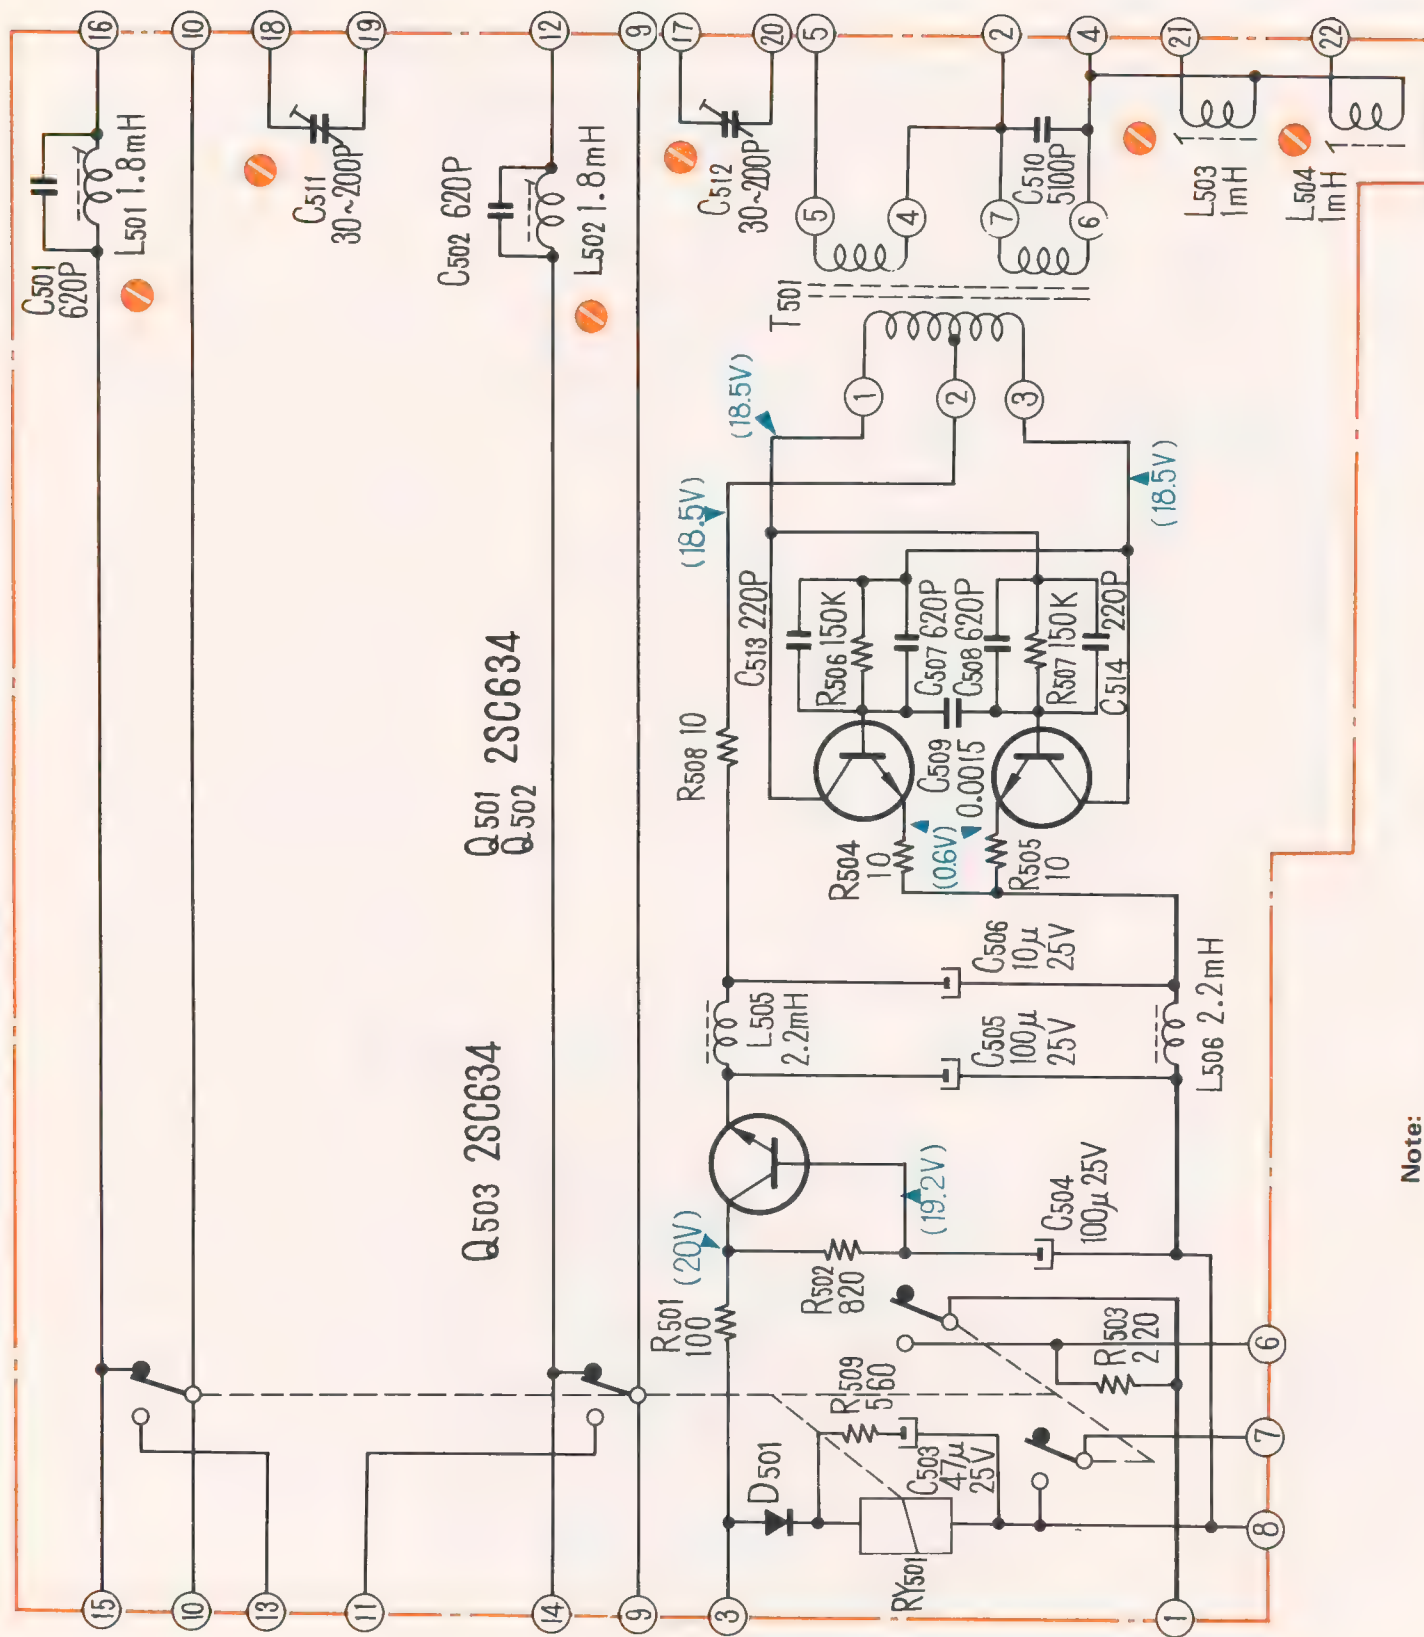 16
10
18
19
12
9
17
20
5
2
4
21
22
C501
620P
L501 1.8mH
C511
30~200P
C502 620P
L502 1.8mH
C512
30~200P
5
4
7
6
C510
5100P
L503
1mH
L504
1mH
T501
1
2
3
(18.5V)
(18.5V)
(18.5V)
Q501 2SC634
Q502
C513 220P
R506 150K
C507 620P
C508 620P
R507 150K
C514 220P
R508 10
C509
0.0015
R504
10
(0.6V)
R505
10
Q503 2SC634
L505
2.2mH
C506
10μ
25V
C505
100μ
25V
L506 2.2mH
(20V)
(19.2V)
R501
100
R502
820
C504
100μ 25V
R509
560
R503
220
D501
C503
47μ
25V
RY501
6
7
8
15
10
13
11
14
9
3
1
Note: